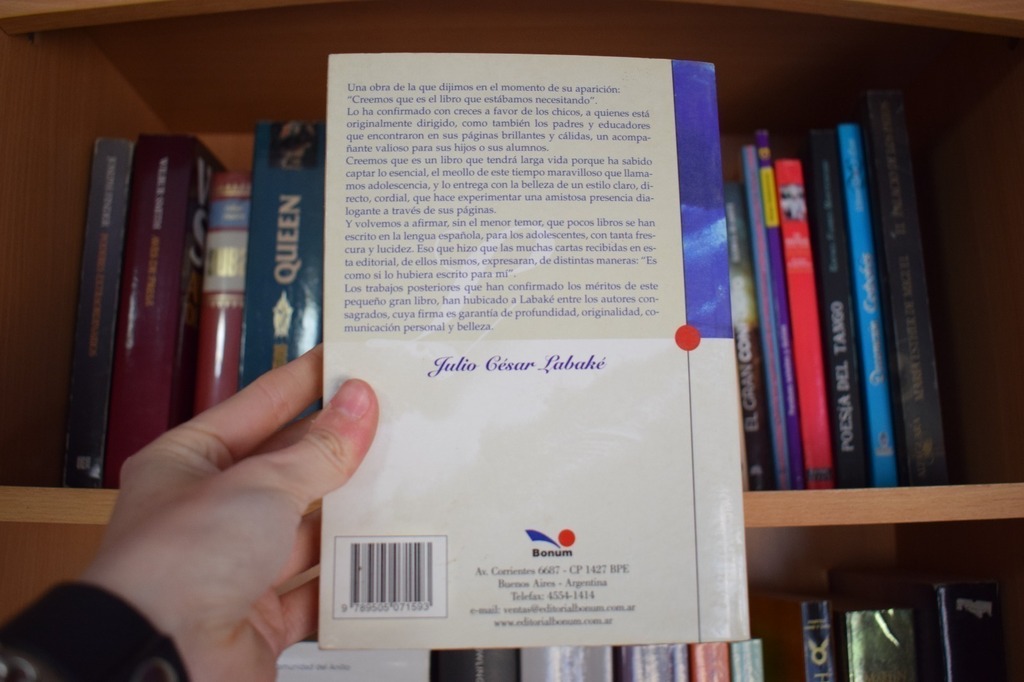 Una obra de la que dijimos en el momento de su aparición:
"Creemos que es el libro que estábamos necesitando".
Lo ha confirmado con creces a favor de los chicos, a quienes está
originalmente dirigido, como también los padres y educadores
que encontraron en sus páginas brillantes y cálidas, un acompa-
ñante valioso para sus hijos o sus alumnos.
Creemos que es un libro que tendrá larga vida porque ha sabido
captar lo esencial, el meollo de este tiempo maravilloso que llama-
mos adolescencia, y lo entrega con la belleza de un estilo claro, di-
recto, cordial, que hace experimentar una amistosa presencia dia-
logante a través de sus páginas.
Y volvemos a afirmar, sin el menor temor, que pocos libros se han
escrito en la lengua española, para los adolescentes, con tanta fres-
cura y lucidez. Eso que hizo que las muchas cartas recibidas en es-
ta editorial, de ellos mismos, expresaran, de distintas maneras: "Es
como si lo hubiera escrito para mí".
Los trabajos posteriores que han confirmado los méritos de este
pequeño gran libro, han hubicado a Labaké entre los autores con-
sagrados, cuya firma es garantía de profundidad, originalidad, co-
municación personal y belleza.
Julio César Labaké
Bonum
Av. Corrientes 6687 - CP 1427 BPE
Buenos Aires - Argentina
Telefax: 4554-1414
e-mail: ventas@editorialbonum.com.ar
www.editorialbonum.com.ar
9 789505 071593
QUEEN
EL GRAN
POESÍA DEL TANGO